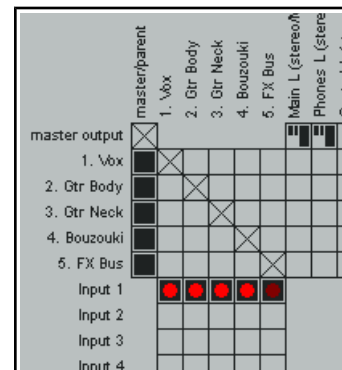 master/parent
1. Vox
2. Gtr Body
3. Gtr Neck
4. Bouzouki
5. FX Bus
Main L (stereo/
Phones L (stere
master output
1. Vox
2. Gtr Body
3. Gtr Neck
4. Bouzouki
5. FX Bus
Input 1
Input 2
Input 3
Input 4